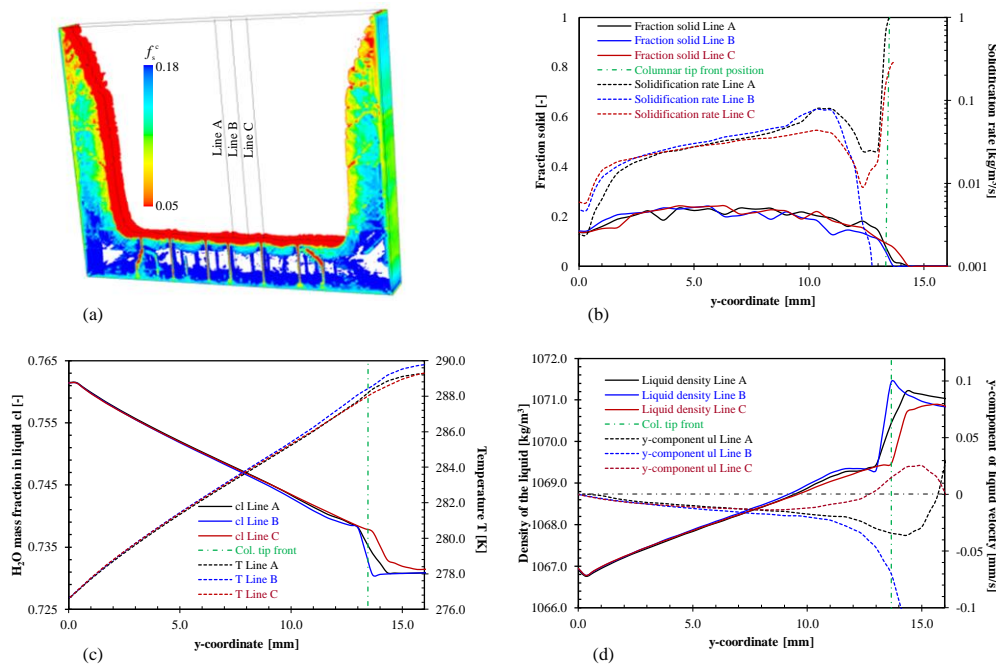 f_s^c
0.18
0.05
Line A
Line B
Line C
(a)
Fraction solid Line A
Fraction solid Line B
Fraction solid Line C
Columnar tip front position
Solidification rate Line A
Solidification rate Line B
Solidification rate Line C
1
0.8
0.6
0.4
0.2
0
Fraction solid [-]
1
0.1
0.01
0.001
Solidification rate [kg/m³/s]
0.0
5.0
10.0
15.0
y-coordinate [mm]
(b)
0.765
0.755
0.745
0.735
0.725
H₂O mass fraction in liquid cl [-]
cl Line A
cl Line B
cl Line C
Col. tip front
T Line A
T Line B
T Line C
290.0
288.0
286.0
284.0
282.0
280.0
278.0
276.0
Temperature T [K]
0.0
5.0
10.0
15.0
y-coordinate [mm]
(c)
1072.0
1071.0
1070.0
1069.0
1068.0
1067.0
1066.0
Density of the liquid [kg/m³]
Liquid density Line A
Liquid density Line B
Liquid density Line C
Col. tip front
y-component ul Line A
y-component ul Line B
y-component ul Line C
0.1
0.05
0
-0.05
-0.1
y-component of liquid velocity [mm/s]
0.0
5.0
10.0
15.0
y-coordinate [mm]
(d)